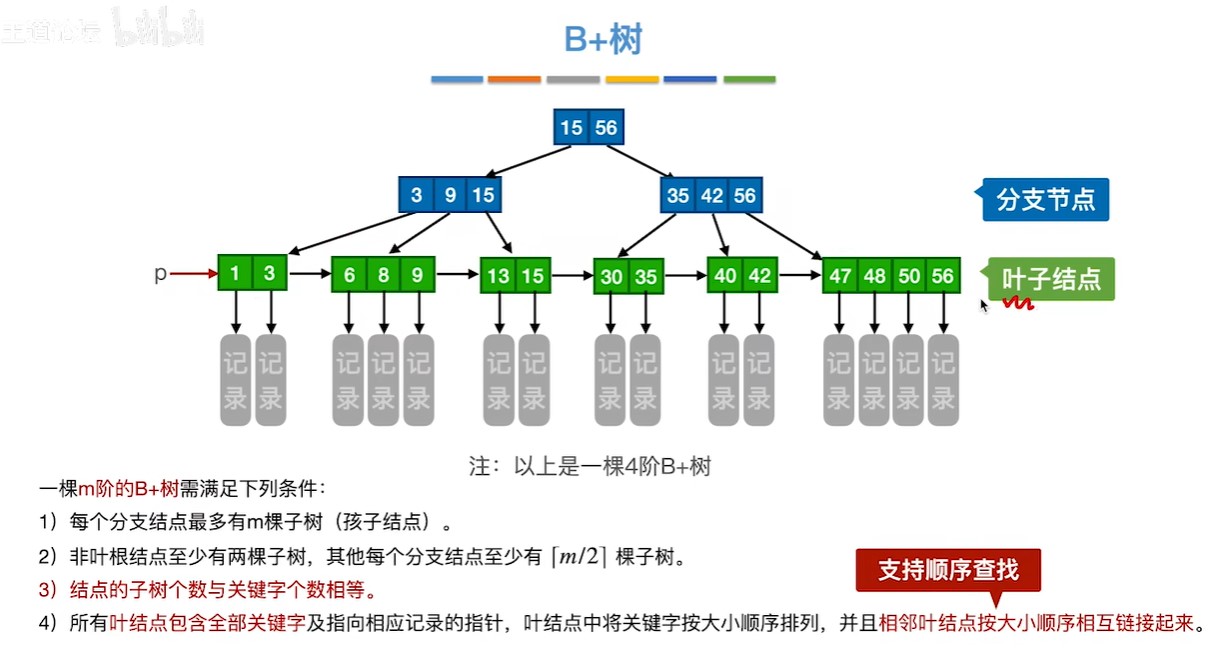 王道论坛 bilibili
B+树
15 56
3 9 15 35 42 56
分支节点
p 1 3 6 8 9 13 15 30 35 40 42 47 48 50 56
叶子结点
记录 记录 记录 记录 记录 记录 记录 记录 记录 记录 记录 记录 记录 记录 记录
注：以上是一棵4阶B+树
一棵m阶的B+树需满足下列条件：
1）每个分支结点最多有m棵子树（孩子结点）。
2）非叶根结点至少有两棵子树，其他每个分支结点至少有 ⌈m/2⌉ 棵子树。
支持顺序查找
3）结点的子树个数与关键字个数相等。
4）所有叶结点包含全部关键字及指向相应记录的指针，叶结点中将关键字按大小顺序排列，并且相邻叶结点按大小顺序相互链接起来。